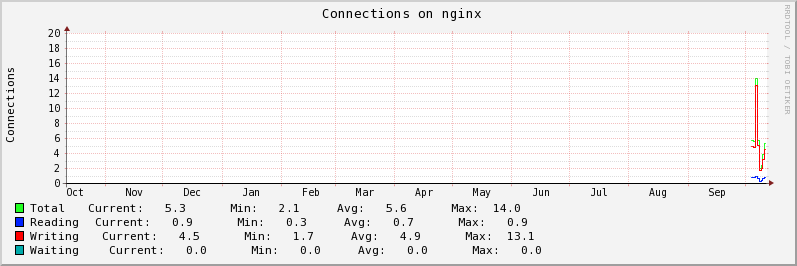 Connections on nginx
RRDTOOL / TOBI OETIKER
Connections
20
18
16
14
12
10
8
6
4
2
0
Oct Nov Dec Jan Feb Mar Apr May Jun Jul Aug Sep
Total Current: 5.3 Min: 2.1 Avg: 5.6 Max: 14.0
Reading Current: 0.9 Min: 0.3 Avg: 0.7 Max: 0.9
Writing Current: 4.5 Min: 1.7 Avg: 4.9 Max: 13.1
Waiting Current: 0.0 Min: 0.0 Avg: 0.0 Max: 0.0